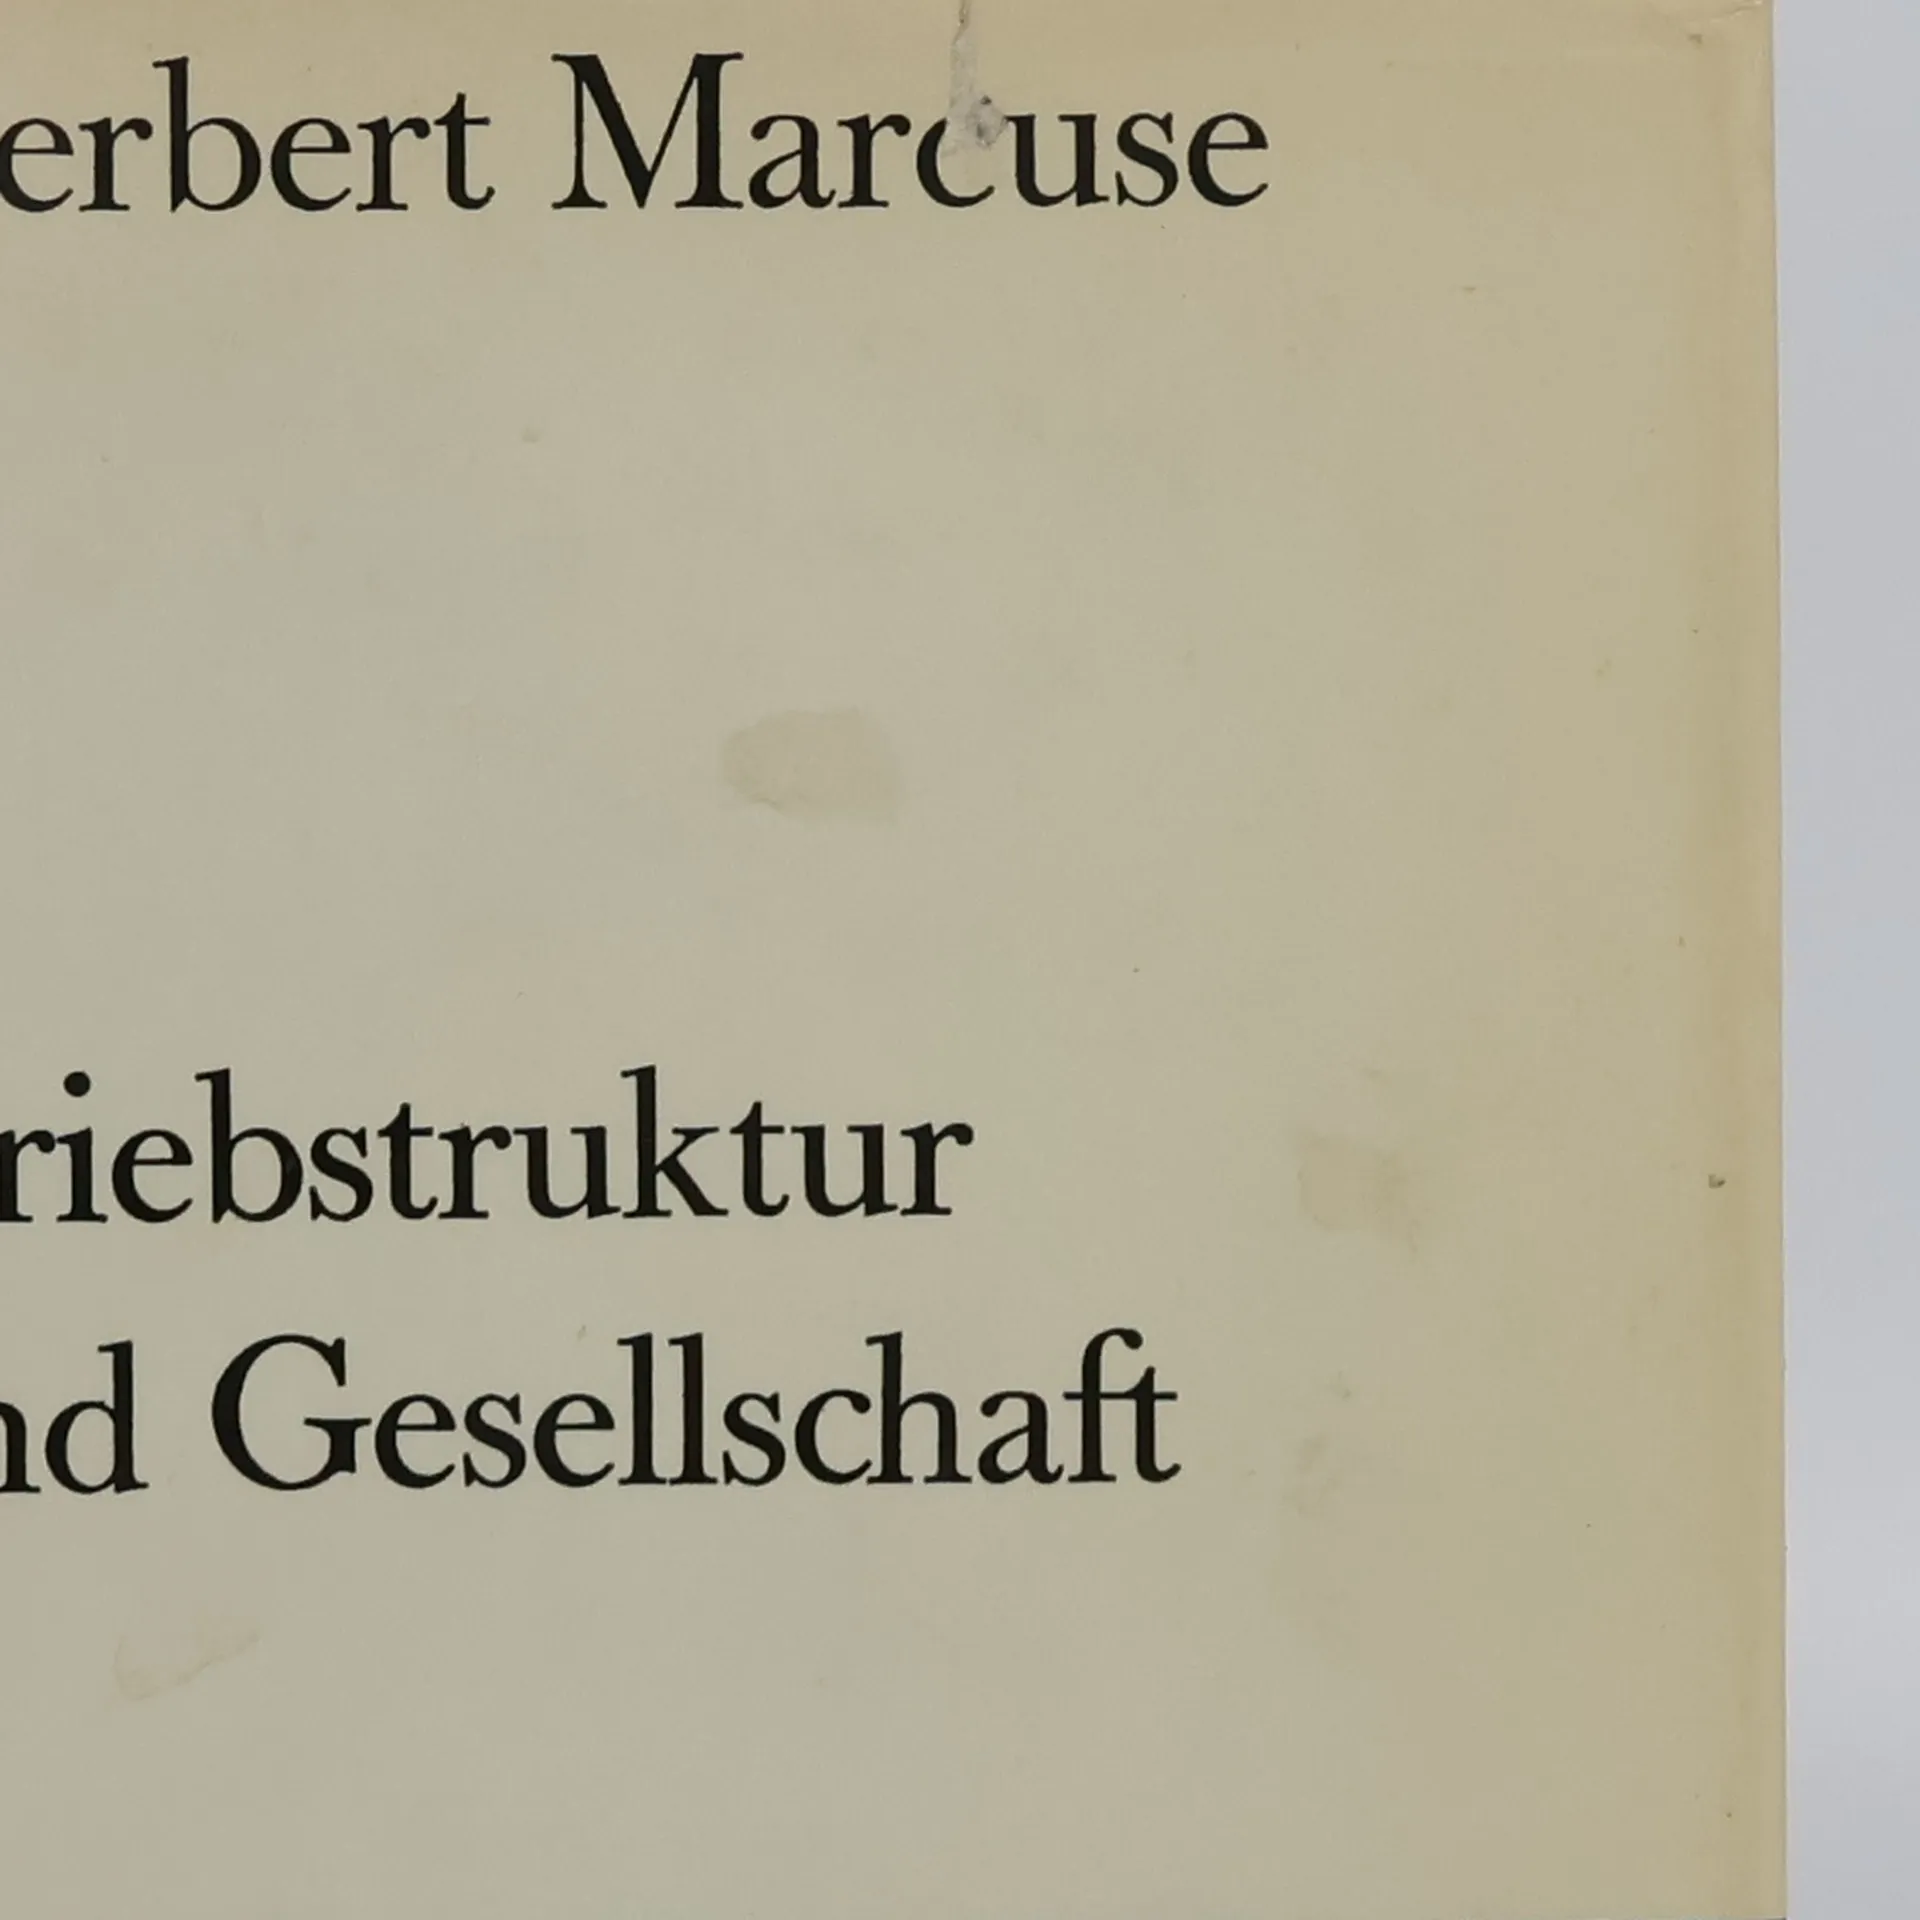 erbert Marcuse
riebstruktur
nd Gesellschaft